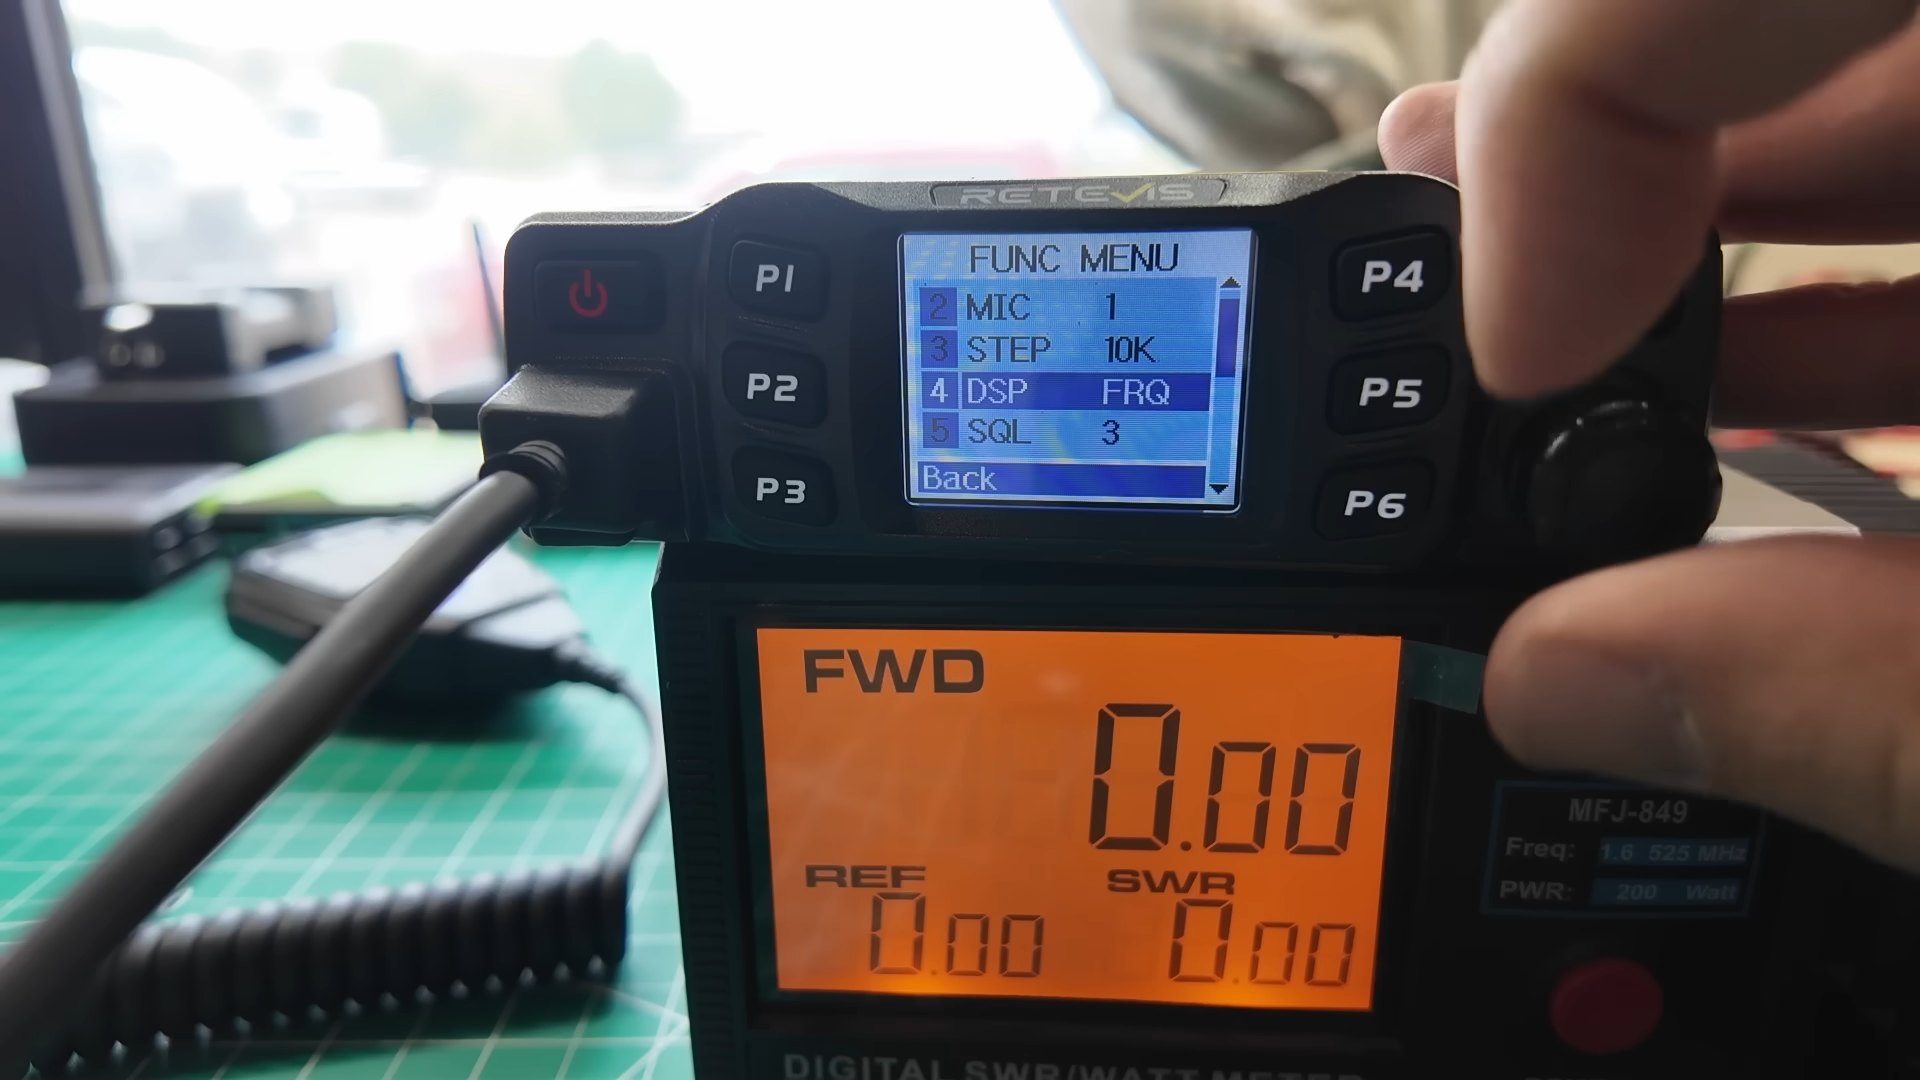 RETEVIS
P1
P2
P3
FUNC MENU
2 MIC 1
3 STEP 10K
4 DSP FRQ
5 SQL 3
Back
P4
P5
P6
FWD
0.00
REF
0.00
SWR
0.00
MFJ-849
Freq: 1.6 525 MHz
PWR: 200 Watt
DIGITAL SWR/WATT METER